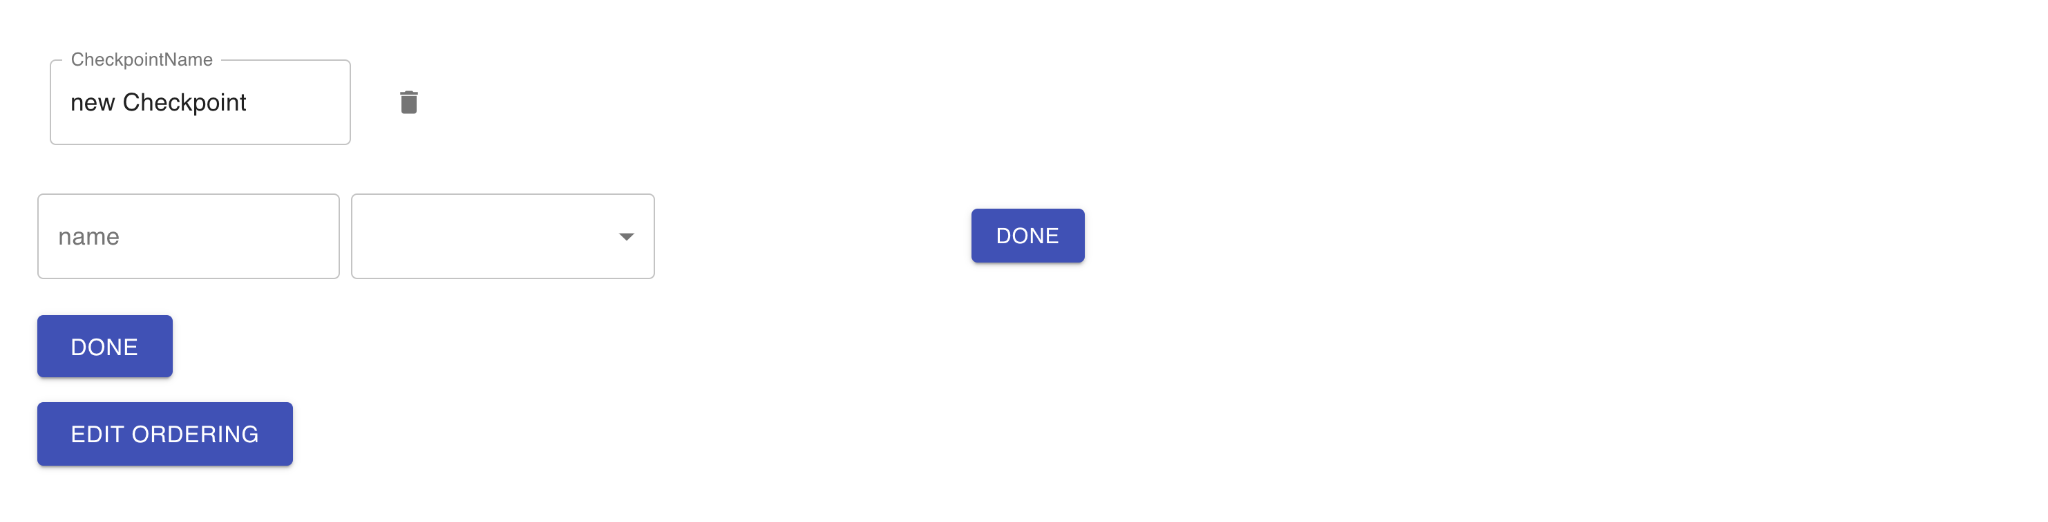 CheckpointName
new Checkpoint
name
DONE
DONE
EDIT ORDERING